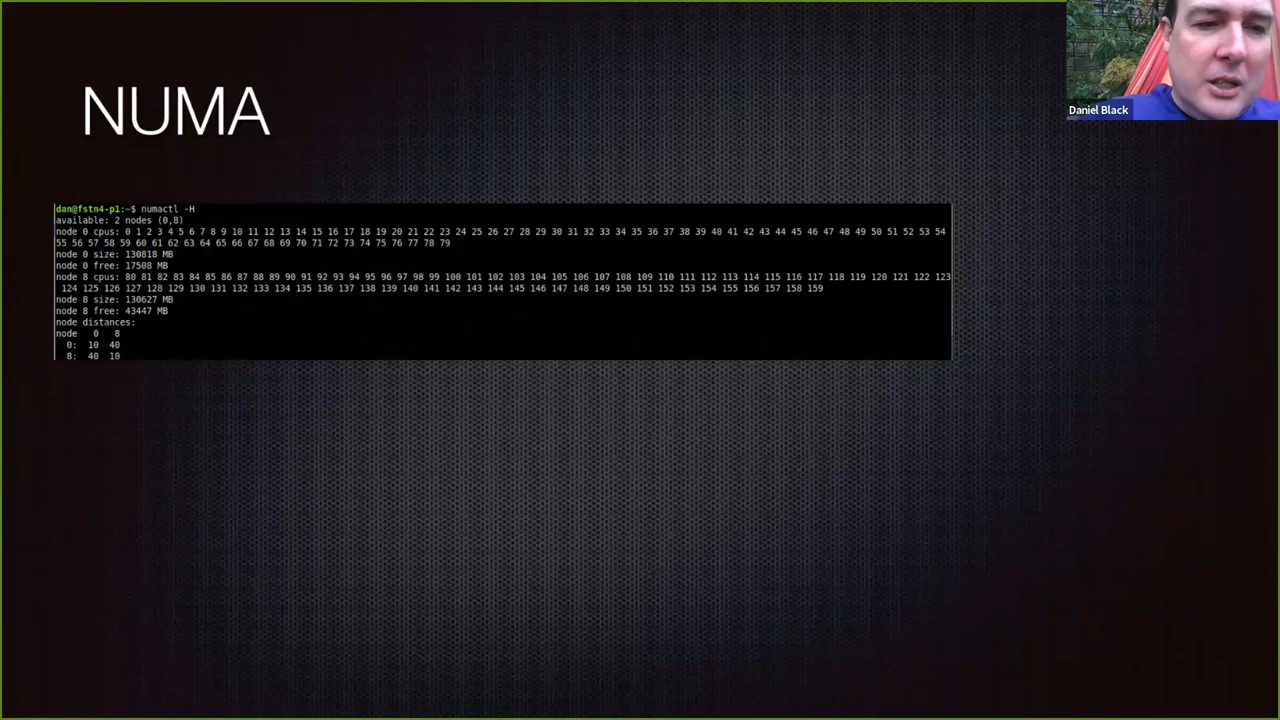 NUMA
Daniel Black
dan@fstn4-p1:~$ numactl -H
available: 2 nodes (0,8)
node 0 cpus: 0 1 2 3 4 5 6 7 8 9 10 11 12 13 14 15 16 17 18 19 20 21 22 23 24 25 26 27 28 29 30 31 32 33 34 35 36 37 38 39 40 41 42 43 44 45 46 47 48 49 50 51 52 53 54
55 56 57 58 59 60 61 62 63 64 65 66 67 68 69 70 71 72 73 74 75 76 77 78 79
node 0 size: 130818 MB
node 0 free: 17508 MB
node 8 cpus: 80 81 82 83 84 85 86 87 88 89 90 91 92 93 94 95 96 97 98 99 100 101 102 103 104 105 106 107 108 109 110 111 112 113 114 115 116 117 118 119 120 121 122 123
124 125 126 127 128 129 130 131 132 133 134 135 136 137 138 139 140 141 142 143 144 145 146 147 148 149 150 151 152 153 154 155 156 157 158 159
node 8 size: 130627 MB
node 8 free: 43447 MB
node distances:
node 0 8
0: 10 40
8: 40 10